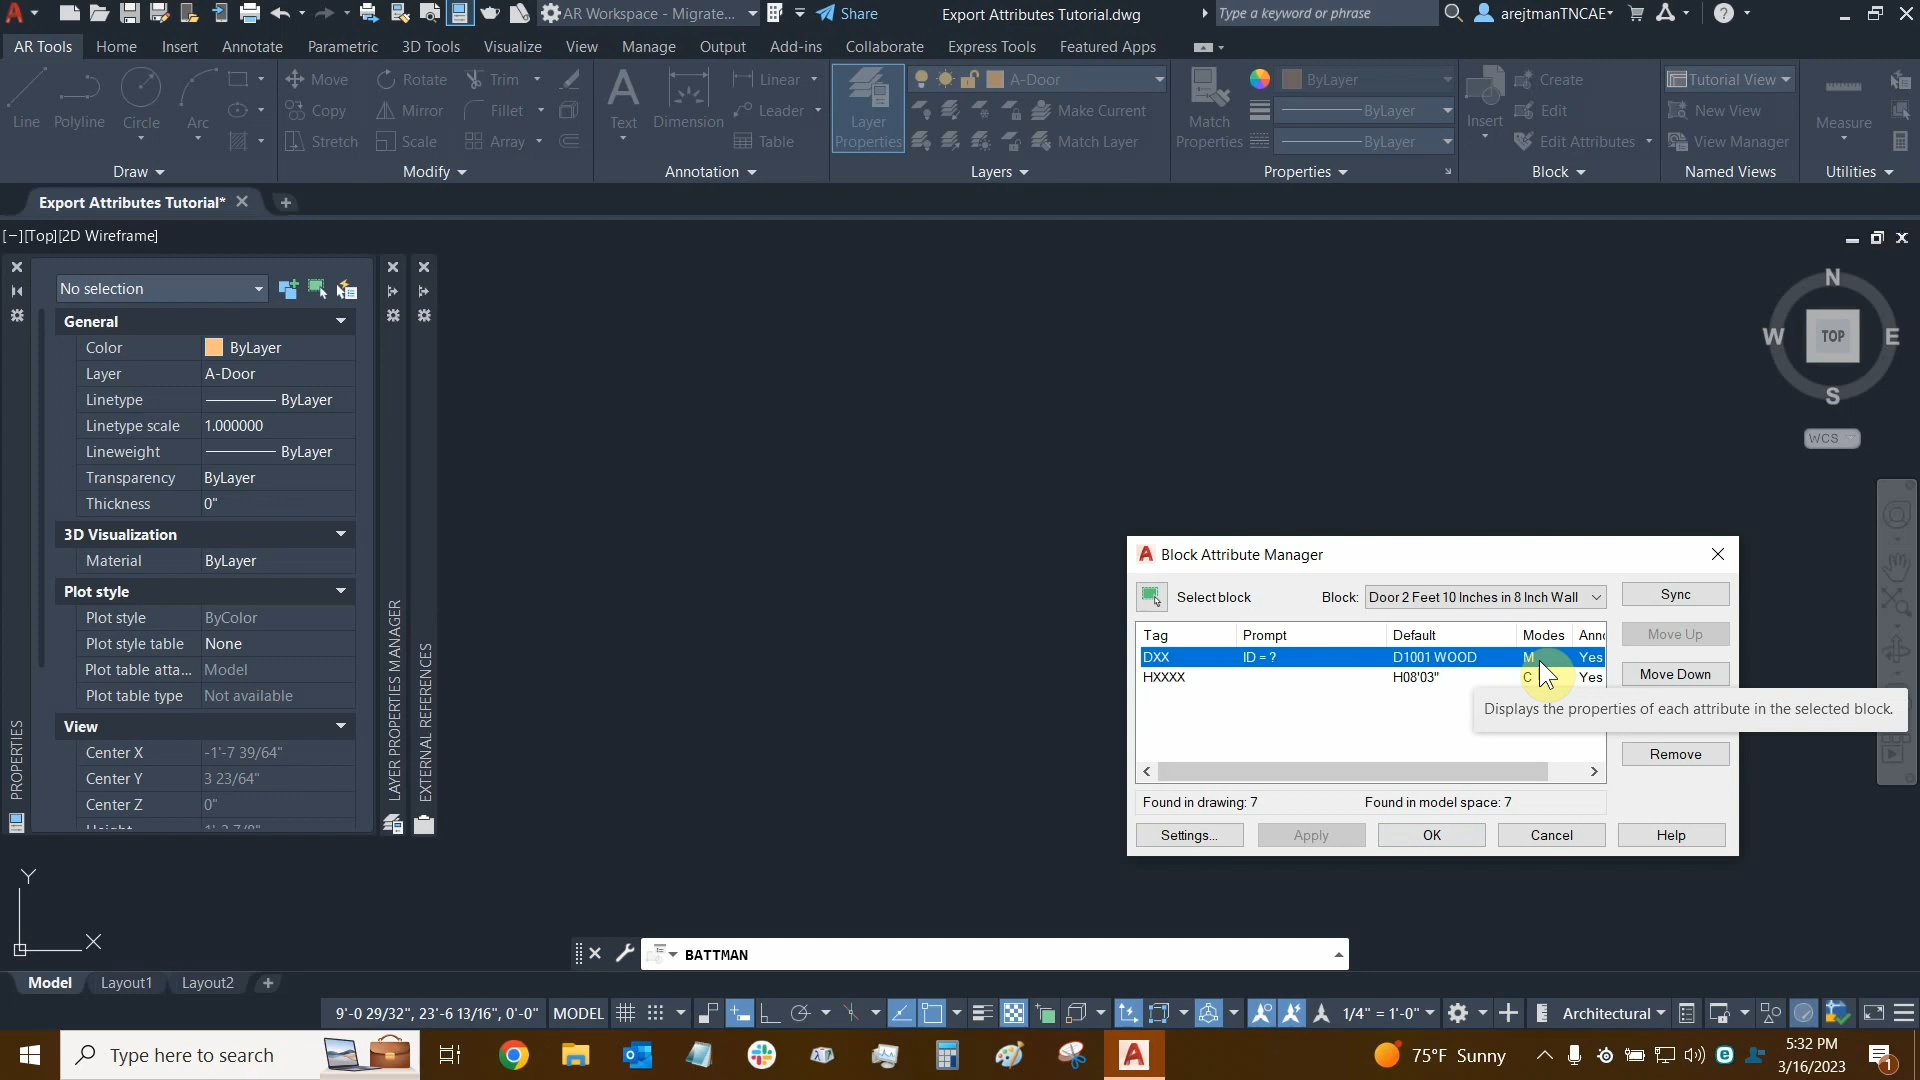 AR Workspace - Migrate...
Share
Export Attributes Tutorial.dwg
Type a keyword or phrase
arejtmanTNCAE
AR Tools
Home
Insert
Annotate
Parametric
3D Tools
Visualize
View
Manage
Output
Add-ins
Collaborate
Express Tools
Featured Apps
Line
Polyline
Circle
Arc
Move
Rotate
Trim
Copy
Mirror
Fillet
Stretch
Scale
Array
Text
Dimension
Linear
Leader
Table
Layer
Properties
A-Door
Make Current
Match Layer
Match
Properties
ByLayer
ByLayer
ByLayer
Insert
Create
Edit
Edit Attributes
Tutorial View
New View
View Manager
Measure
Draw
Modify
Annotation
Layers
Properties
Block
Named Views
Utilities
Export Attributes Tutorial*
[−][Top][2D Wireframe]
No selection
General
Color ByLayer
Layer A-Door
Linetype ByLayer
Linetype scale 1.000000
Lineweight ByLayer
Transparency ByLayer
Thickness 0"
3D Visualization
Material ByLayer
Plot style
Plot style ByColor
Plot style table None
Plot table atta... Model
Plot table type Not available
View
Center X -1'-7 39/64"
Center Y 3 23/64"
Center Z 0"
PROPERTIES
LAYER PROPERTIES MANAGER
EXTERNAL REFERENCES
N
W
TOP
E
S
WCS
Block Attribute Manager
Select block
Block:
Door 2 Feet 10 Inches in 8 Inch Wall
Sync
Tag Prompt Default Modes Anno
DXX ID = ? D1001 WOOD M Yes
HXXXX H08'03" C Yes
Move Up
Move Down
Displays the properties of each attribute in the selected block.
Remove
Found in drawing: 7
Found in model space: 7
Settings...
Apply
OK
Cancel
Help
Y
X
BATTMAN
Model
Layout1
Layout2
9'-0 29/32", 23'-6 13/16", 0'-0"
MODEL
1/4" = 1'-0"
Architectural
Type here to search
75°F Sunny
5:32 PM
3/16/2023
1